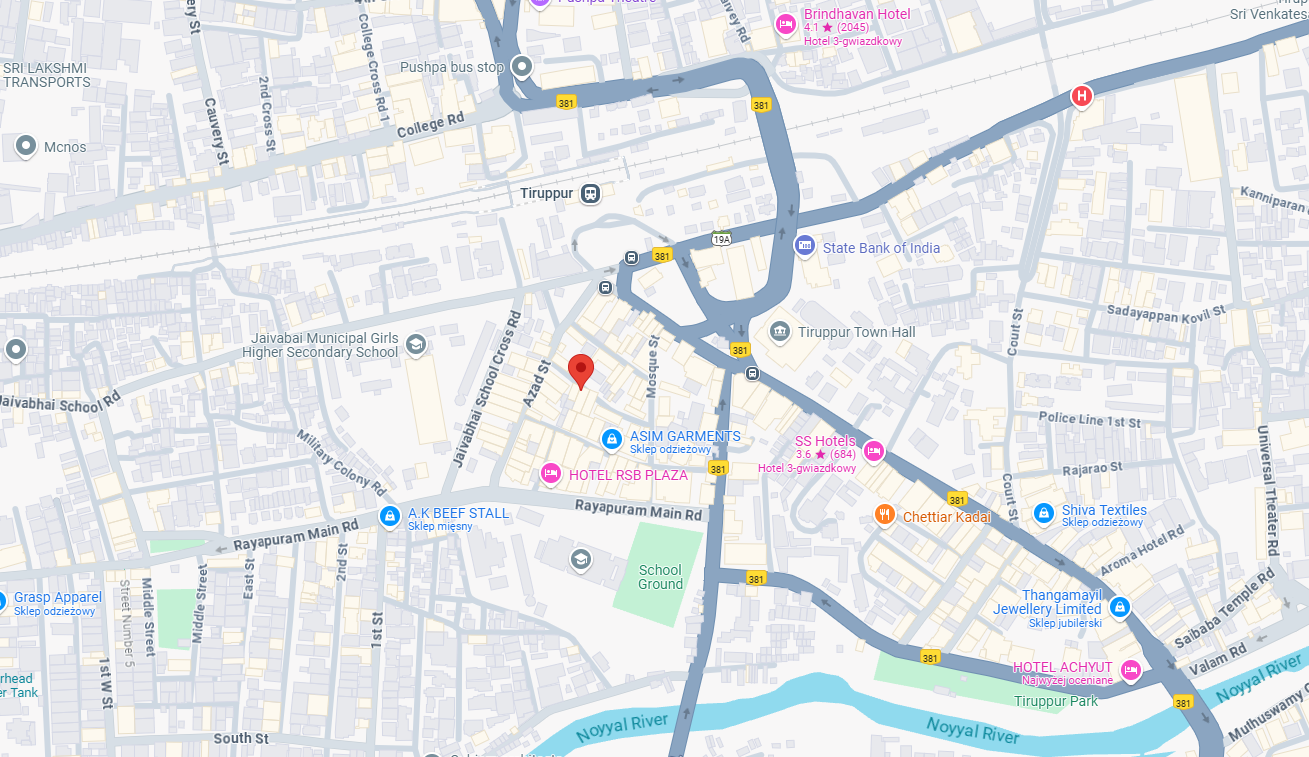 Pushpa Theatre
Brindhavan Hotel
4.1 ★ (2045)
Hotel 3-gwiazdkowy
Sri Venkates
SRI LAKSHMI
TRANSPORTS
College Cross Rd 1
Pushpa bus stop
2nd Cross St
Cauvery St
College Rd
381
381
H
Mcnos
Tiruppur
Kanniparan
19A
381
State Bank of India
Sadayappan Kovil St
Jaivabai Municipal Girls
Higher Secondary School
Tiruppur Town Hall
Court St
381
Jaivabhai School Cross Rd
Azad St
Mosque St
Jaivabhai School Rd
Police Line 1st St
ASIM GARMENTS
Sklep odzieżowy
SS Hotels
3.6 ★ (684)
Hotel 3-gwiazdkowy
Military Colony Rd
381
Rajarao St
HOTEL RSB PLAZA
Universal Theater Rd
Court St
381
Rayapuram Main Rd
A.K BEEF STALL
Sklep mięsny
Chettiar Kadai
Shiva Textiles
Sklep odzieżowy
Rayapuram Main Rd
Aroma Hotel Rd
2nd St
East St
School
Ground
381
Grasp Apparel
Sklep odzieżowy
Street Number 5
Middle Street
Middle Street
Thangamayil
Jewellery Limited
Sklep jubilerski
Saibaba Temple Rd
1st St
381
Valam Rd
HOTEL ACHYUT
Najwyżej oceniane
1st W St
rhead
er Tank
Tiruppur Park
381
Noyyal River
Noyyal River
Noyyal River
South St
Muthuswamy